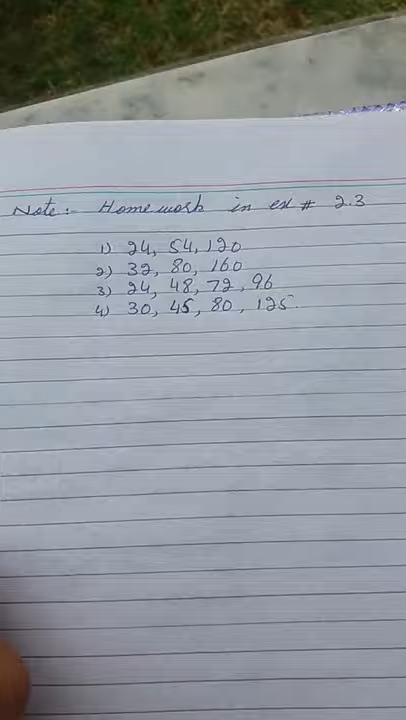 Note:- Home work in ex # 2.3
1) 24, 54, 120
2) 32, 80, 160
3) 24, 48, 72, 96
4) 30, 45, 80, 125